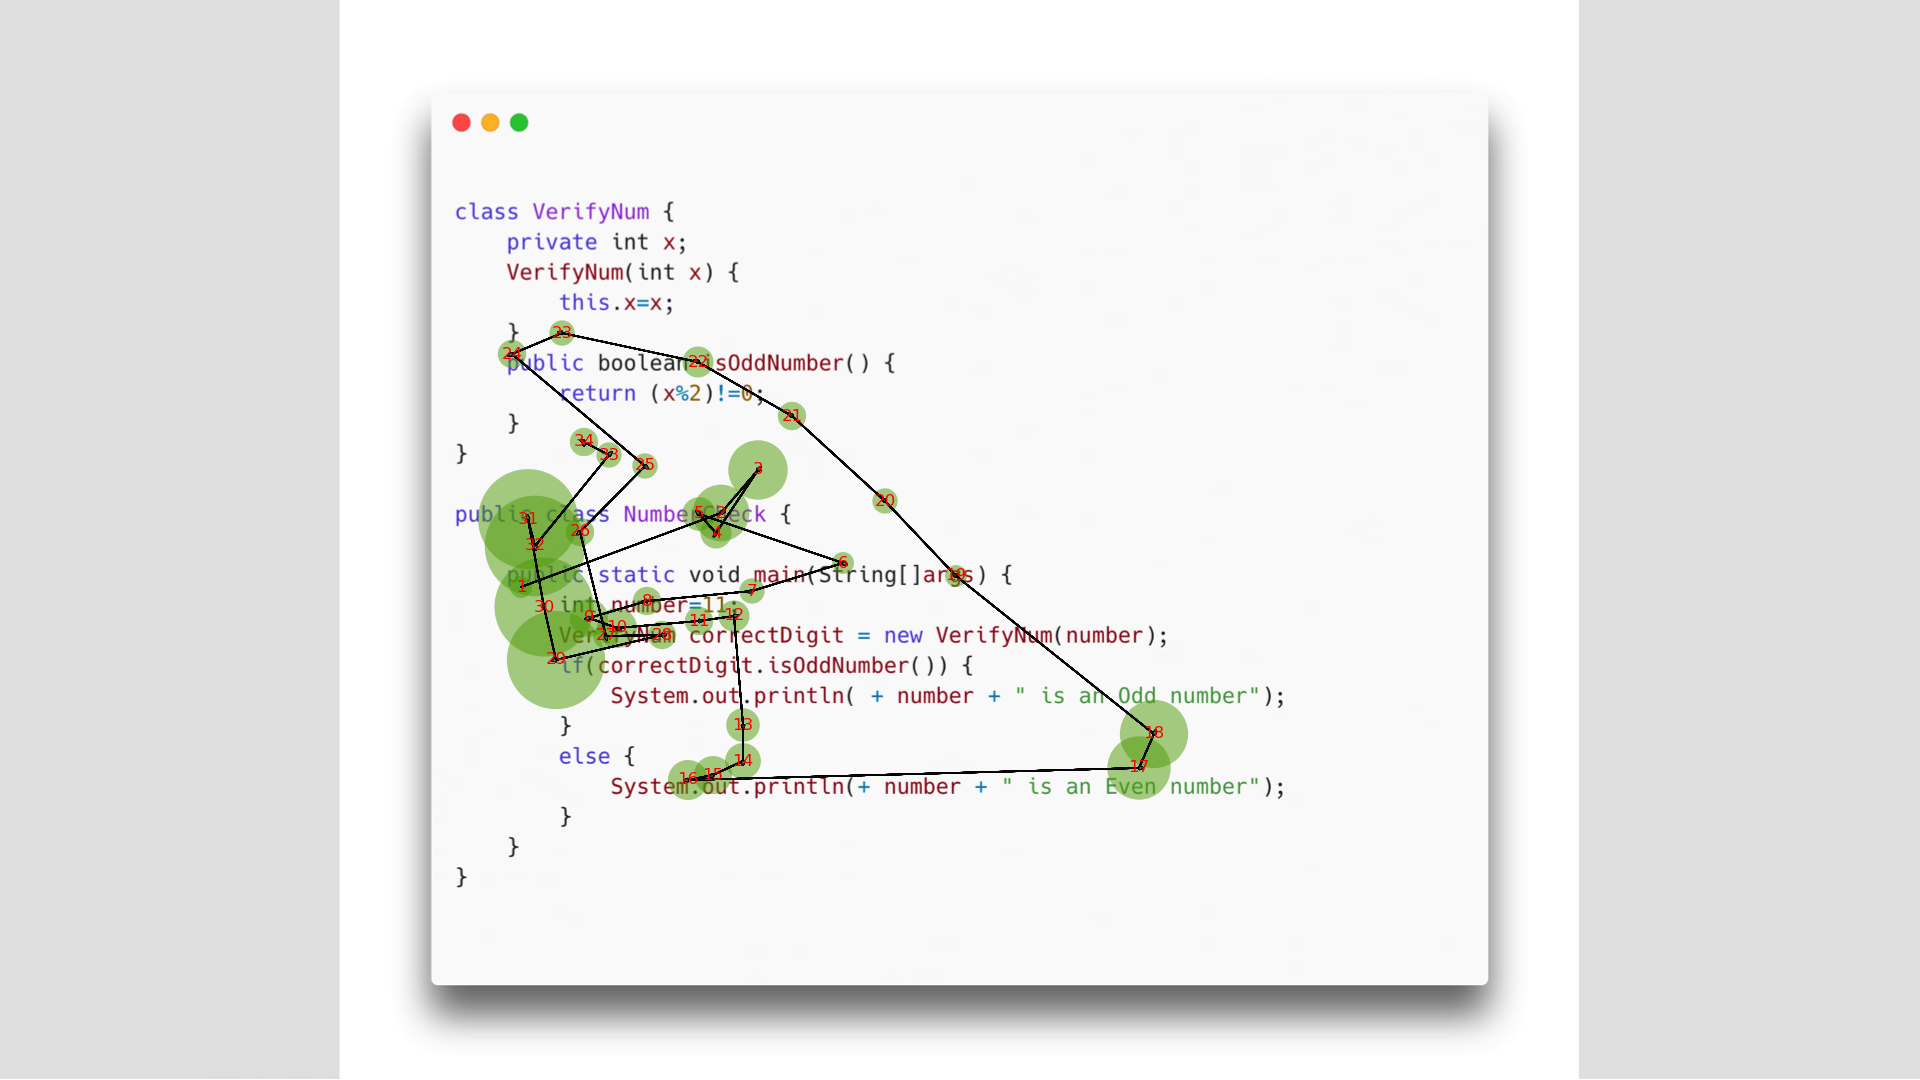 class VerifyNum {
    private int x;
    VerifyNum(int x) {
        this.x=x;
    }
    public boolean isOddNumber() {
        return (x%2)!=0;
    }
}
public class NumberCheck {
    public static void main(String[]args) {
        int number=11;
        VerifyNum correctDigit = new VerifyNum(number);
        if(correctDigit.isOddNumber()) {
            System.out.println( + number + " is an Odd number");
        }
        else {
            System.out.println(+ number + " is an Even number");
        }
    }
}
1
2
3
4
5
6
7
8
9
10
11
12
13
14
15
16
17
18
19
20
21
22
23
24
25
26
27
28
29
30
31
32
33
34